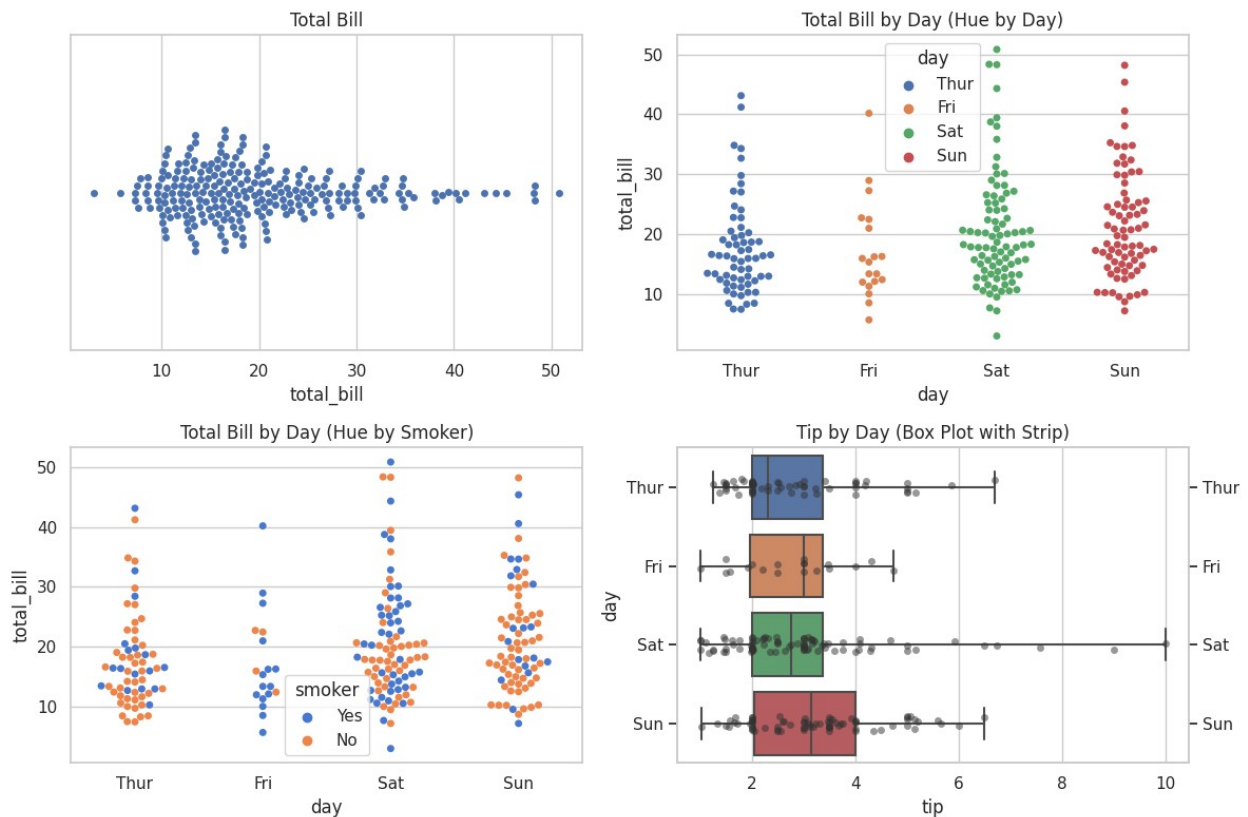 Total Bill
10 20 30 40 50
total_bill
Total Bill by Day (Hue by Day)
50
40
30
20
10
total_bill
day
Thur
Fri
Sat
Sun
Thur Fri Sat Sun
day
Total Bill by Day (Hue by Smoker)
50
40
30
20
10
total_bill
smoker
Yes
No
Thur Fri Sat Sun
day
Tip by Day (Box Plot with Strip)
Thur Thur
Fri Fri
day
Sat Sat
Sun Sun
2 4 6 8 10
tip